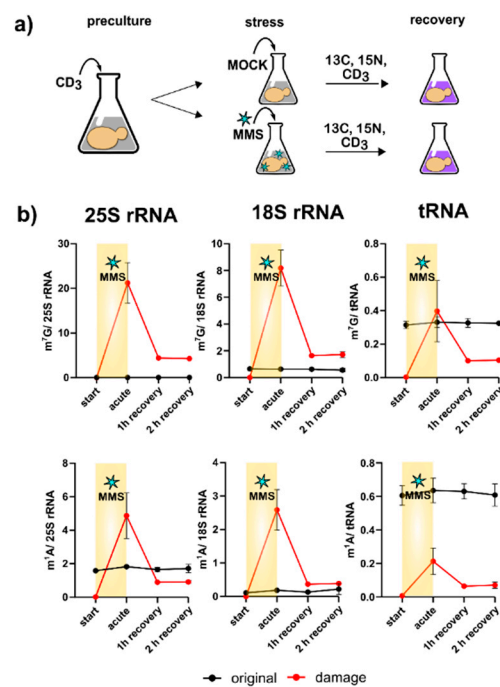 a)
preculture
stress
recovery
CD3
MOCK
13C, 15N,
CD3
MMS
13C, 15N,
CD3
b)
25S rRNA
18S rRNA
tRNA
m7G/ 25S rRNA
30
20
10
0
MMS
start
acute
1h recovery
2 h recovery
m7G/ 18S rRNA
10
8
6
4
2
0
MMS
start
acute
1h recovery
2 h recovery
m7G/ tRNA
0.8
0.6
0.4
0.2
0.0
MMS
start
acute
1h recovery
2 h recovery
m1A/ 25S rRNA
8
6
4
2
0
MMS
start
acute
1h recovery
2 h recovery
m1A/ 18S rRNA
4
3
2
1
0
MMS
start
acute
1h recovery
2 h recovery
m1A/ tRNA
0.8
0.6
0.4
0.2
0.0
MMS
start
acute
1h recovery
2 h recovery
original
damage